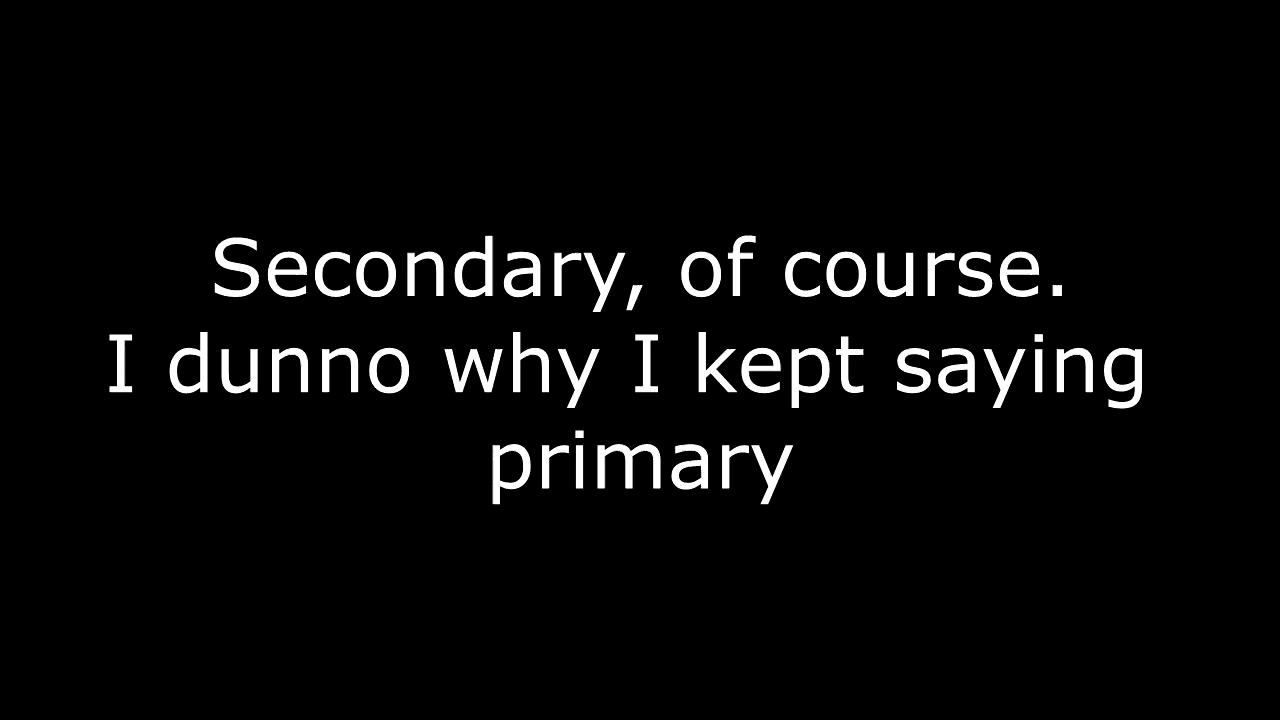 Secondary, of course.
I dunno why I kept saying
primary